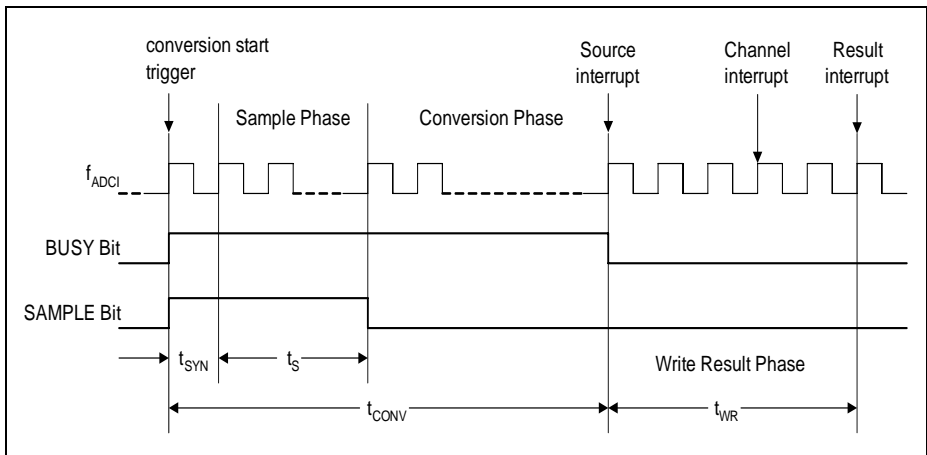 conversion start
trigger
Source
interrupt
Channel
interrupt
Result
interrupt
Sample Phase
Conversion Phase
fADCI
BUSY Bit
SAMPLE Bit
tSYN
tS
Write Result Phase
tCONV
tWR